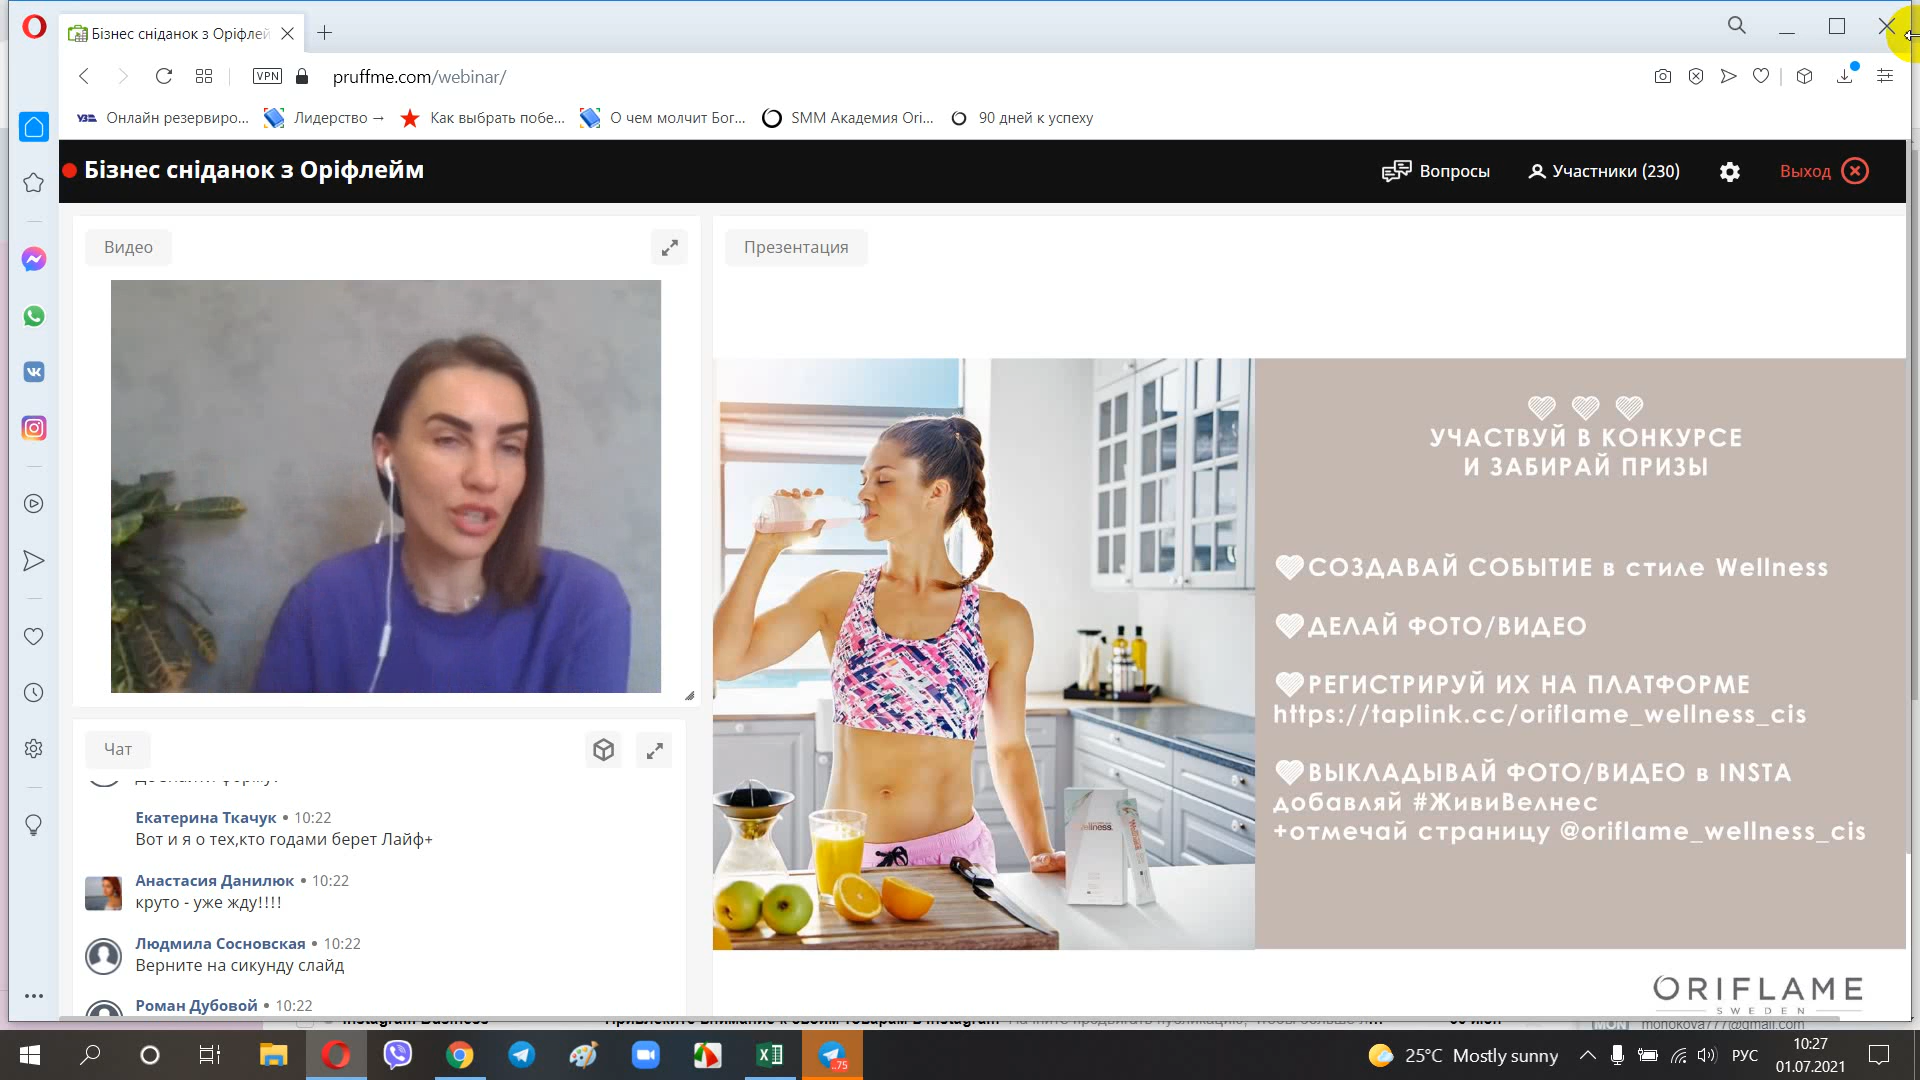 Бізнес сніданок з Оріфлей
VPN
pruffme.com/webinar/
Онлайн резервиро...
Лидерство →
Как выбрать побе...
О чем молчит Бог...
SMM Академия Ori...
90 дней к успеху
Бізнес сніданок з Оріфлейм
Вопросы
Участники (230)
Выход
Видео
Презентация
УЧАСТВУЙ В КОНКУРСЕ
И ЗАБИРАЙ ПРИЗЫ
СОЗДАВАЙ СОБЫТИЕ в стиле Wellness
ДЕЛАЙ ФОТО/ВИДЕО
РЕГИСТРИРУЙ ИХ НА ПЛАТФОРМЕ
https://taplink.cc/oriflame_wellness_cis
ВЫКЛАДЫВАЙ ФОТО/ВИДЕО в INSTA
добавляй #ЖивиВелнес
+отмечай страницу @oriflame_wellness_cis
ORIFLAME
SWEDEN
Чат
Екатерина Ткачук • 10:22
Вот и я о тех,кто годами берет Лайф+
Анастасия Данилюк • 10:22
круто - уже жду!!!!
Людмила Сосновская • 10:22
Верните на сикунду слайд
Роман Дубовой • 10:22
monokova777@gmail.com
25°C Mostly sunny
РУС
10:27
01.07.2021